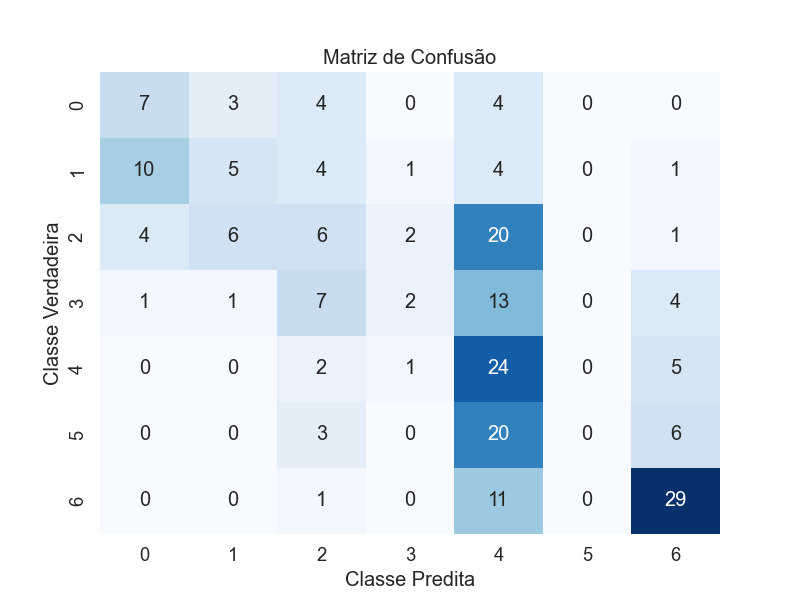 Matriz de Confusão
Classe Verdadeira
0 7 3 4 0 4 0 0
1 10 5 4 1 4 0 1
2 4 6 6 2 20 0 1
3 1 1 7 2 13 0 4
4 0 0 2 1 24 0 5
5 0 0 3 0 20 0 6
6 0 0 1 0 11 0 29
0 1 2 3 4 5 6
Classe Predita